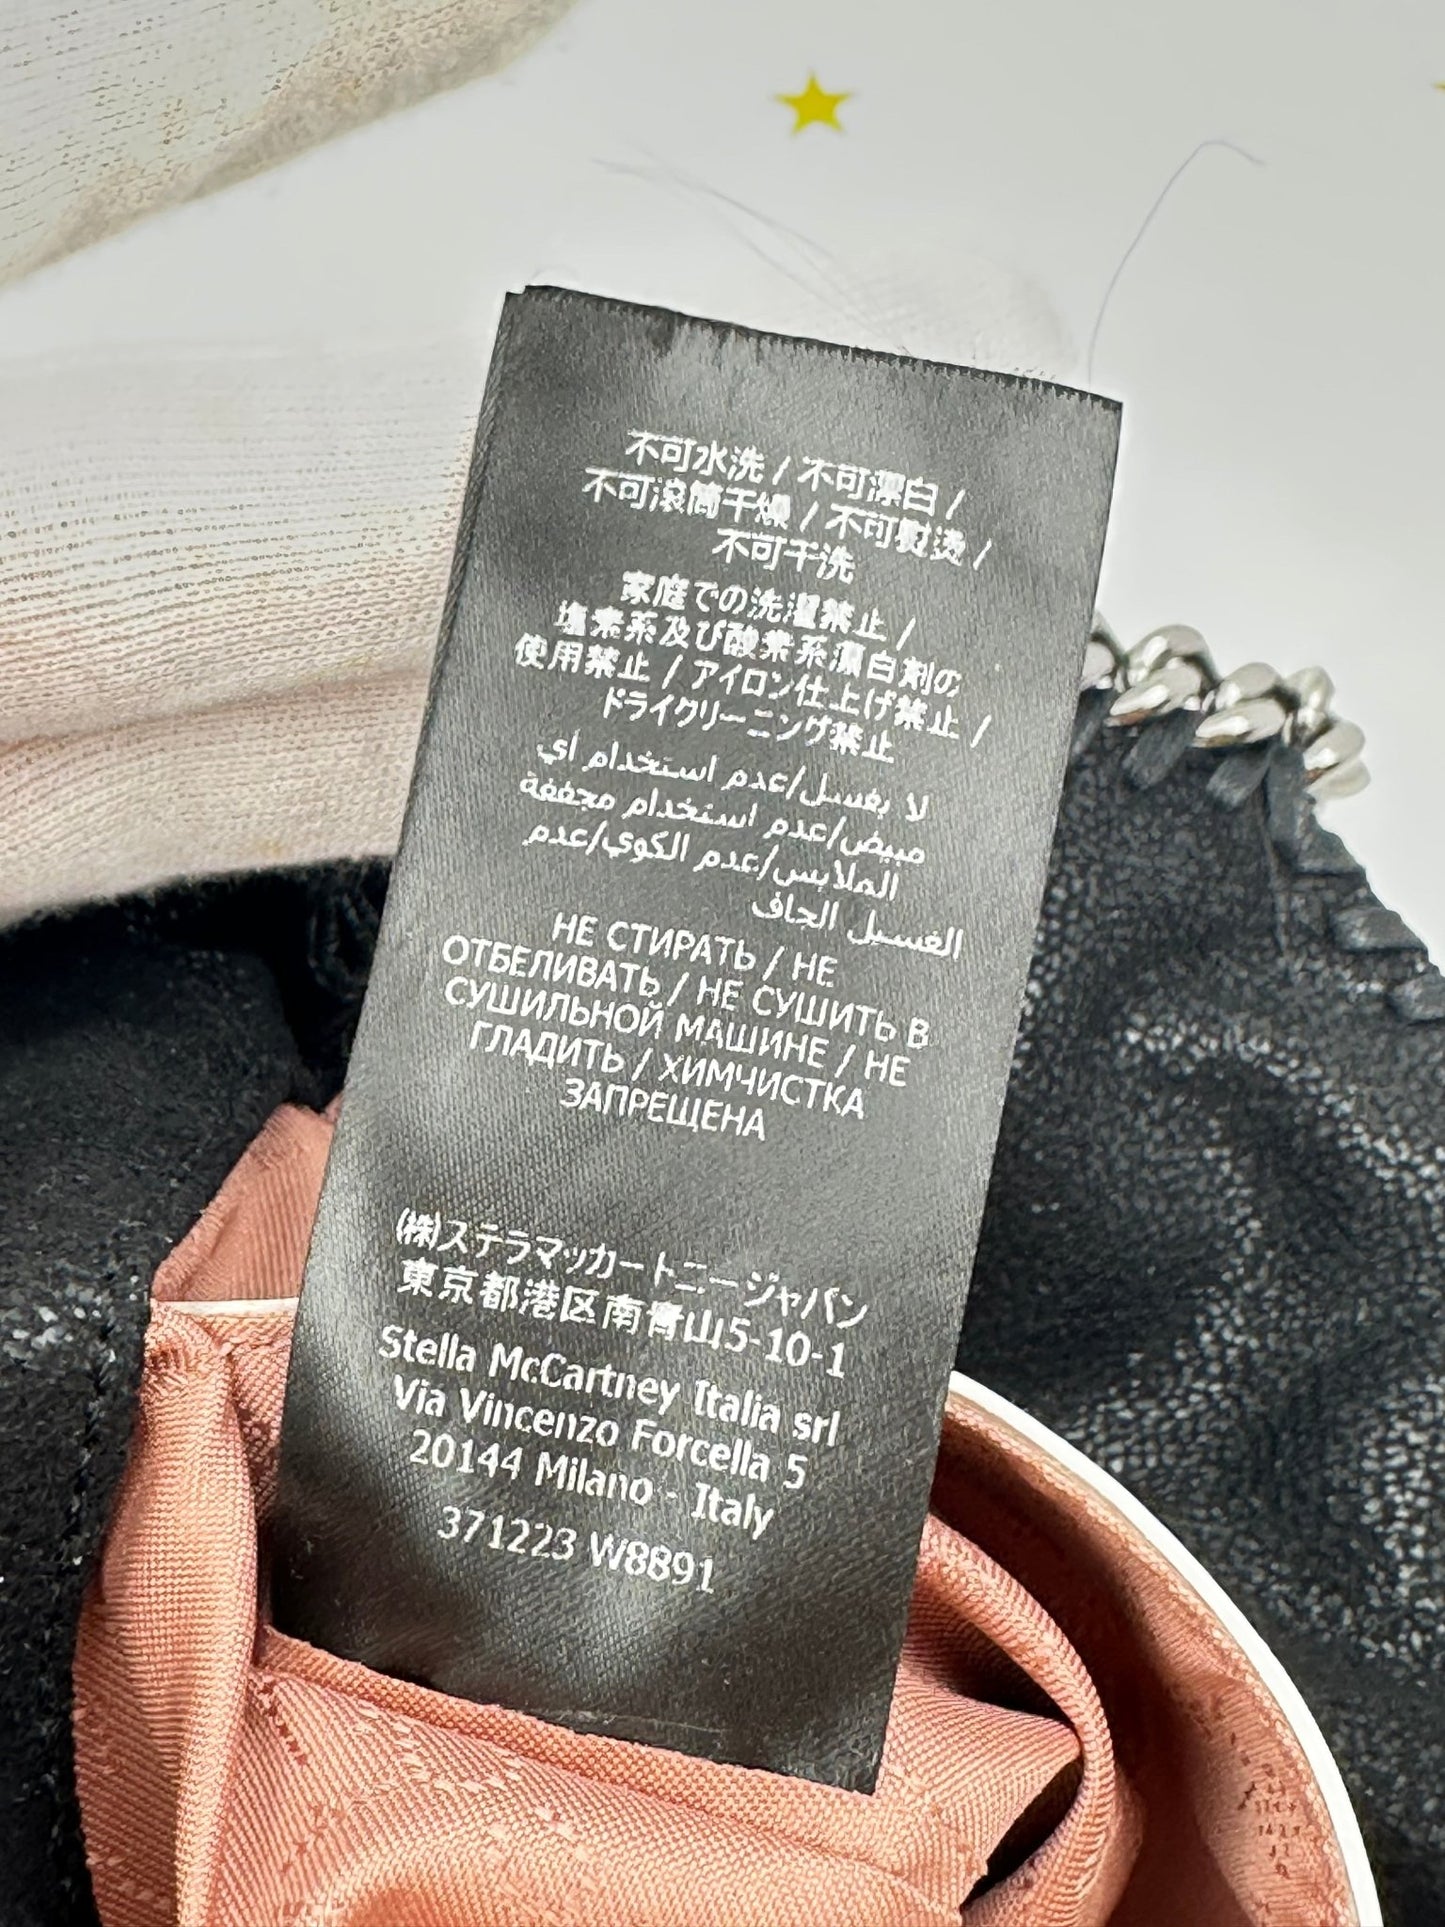 不可水洗 / 不可漂白 /
不可滚筒干燥 / 不可熨烫 /
不可干洗
家庭での洗濯禁止 /
塩素系及び酸素系漂白剤の
使用禁止 / アイロン仕上げ禁止 /
ドライクリーニング禁止
لا يغسل/عدم استخدام أي
مبيض/عدم استخدام مجففة
الملابس/عدم الكوي/عدم
الغسيل الجاف
НЕ СТИРАТЬ / НЕ
ОТБЕЛИВАТЬ / НЕ СУШИТЬ В
СУШИЛЬНОЙ МАШИНЕ / НЕ
ГЛАДИТЬ / ХИМЧИСТКА
ЗАПРЕЩЕНА
(株)ステラマッカートニージャパン
東京都港区南青山5-10-1
Stella McCartney Italia srl
Via Vincenzo Forcella 5
20144 Milano - Italy
371223 W8891